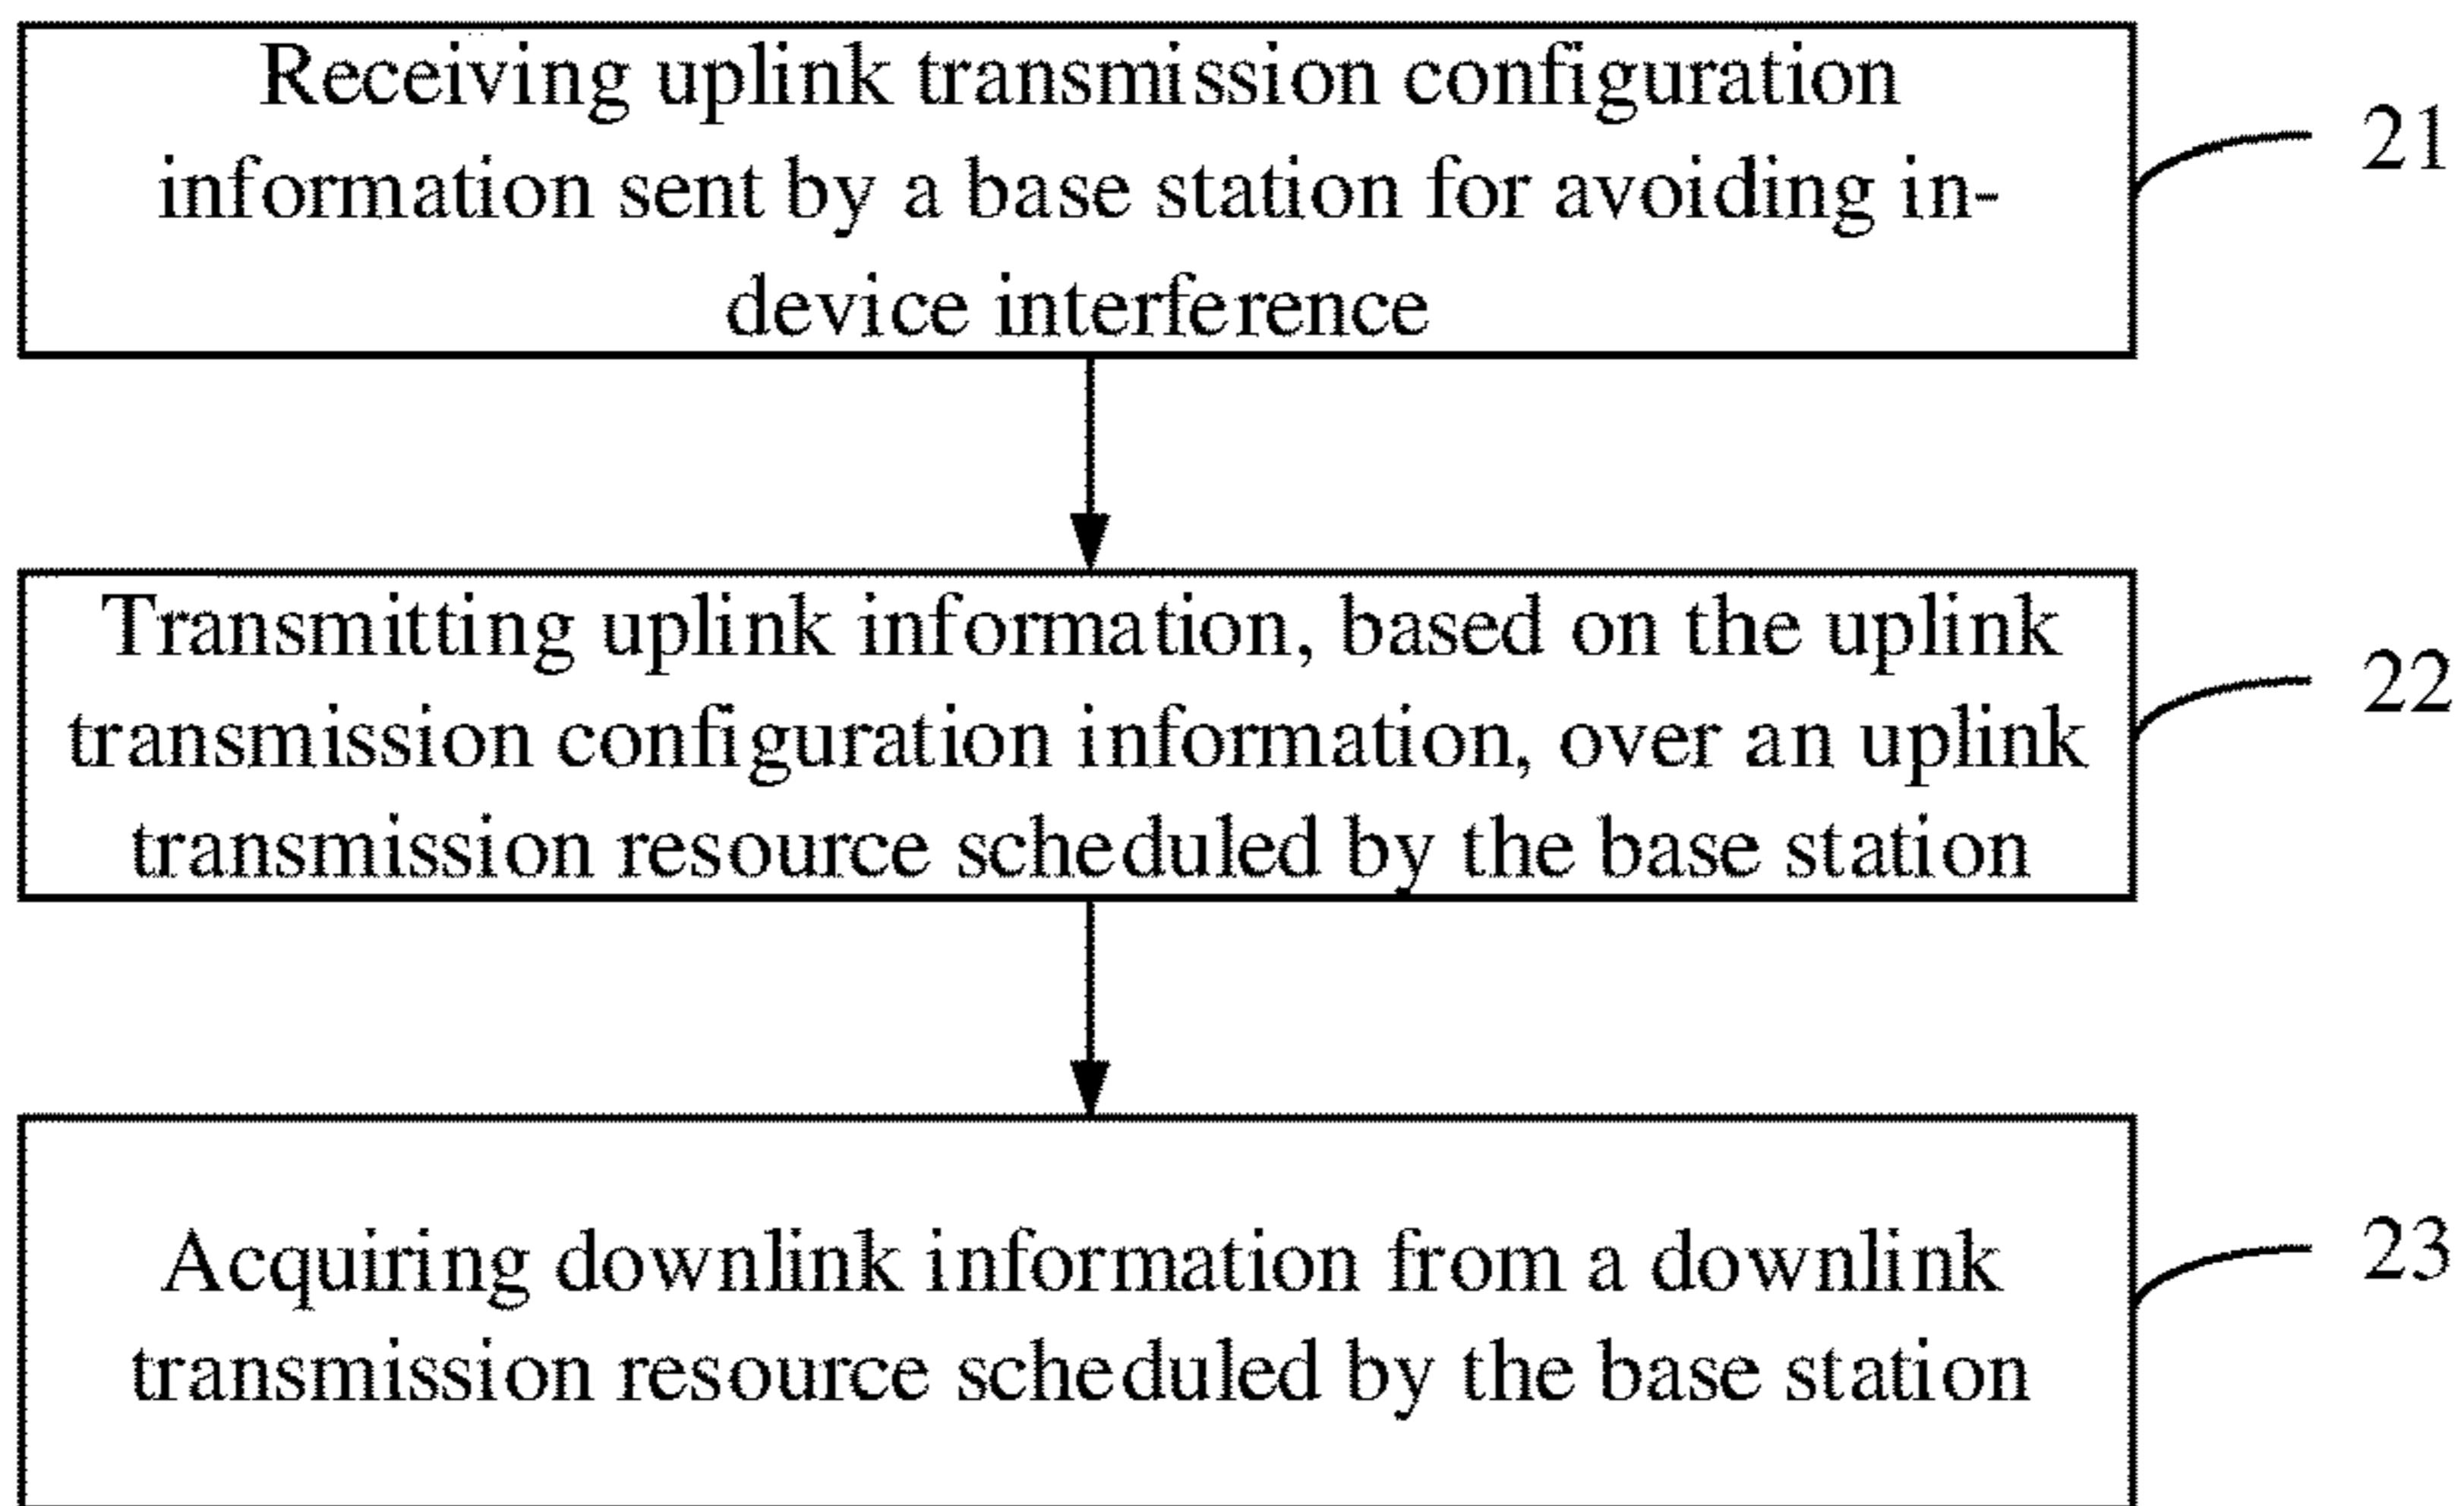 Receiving uplink transmission configuration
information sent by a base station for avoiding in-
device interference
21
Transmitting uplink information, based on the uplink
transmission configuration information, over an uplink
transmission resource scheduled by the base station
22
Acquiring downlink information from a downlink
transmission resource scheduled by the base station
23